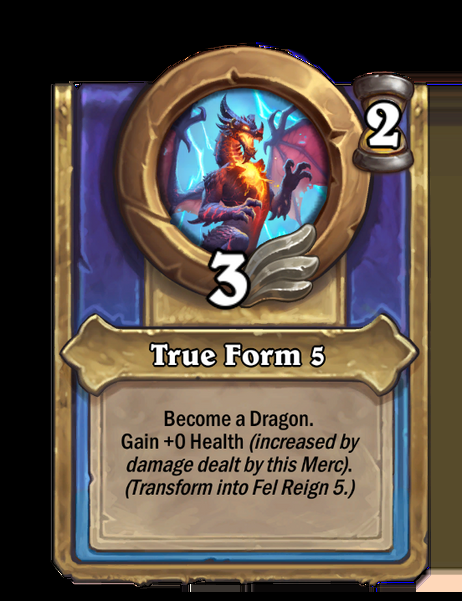 2
3
True Form 5
Become a Dragon.
Gain +0 Health (increased by
damage dealt by this Merc).
(Transform into Fel Reign 5.)